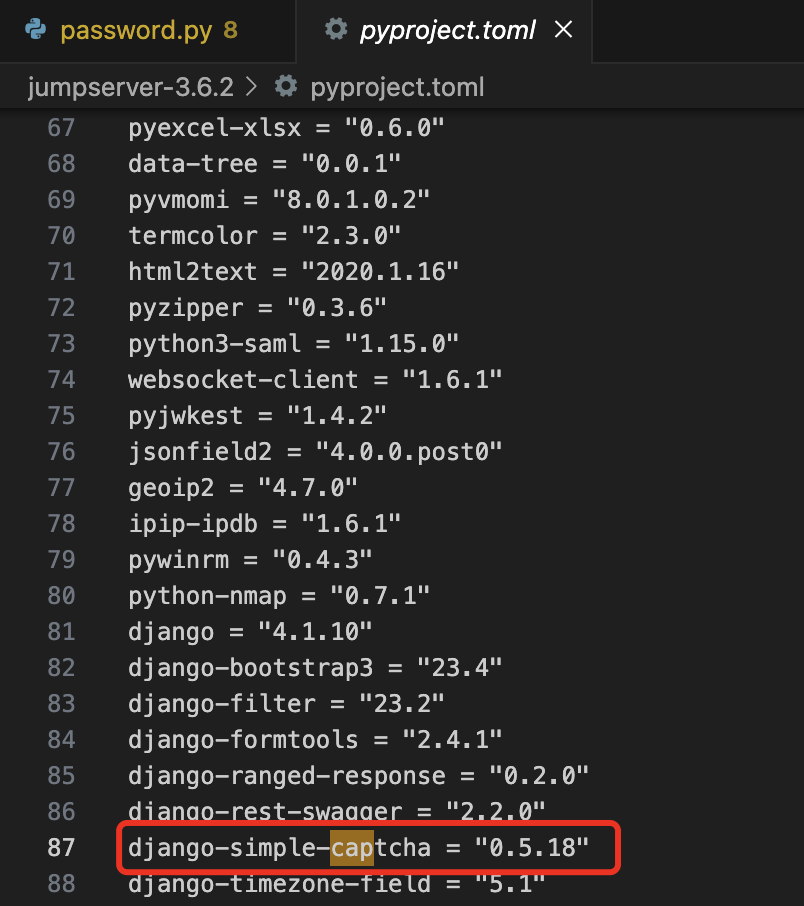 password.py 8 pyproject.toml
jumpserver-3.6.2 > pyproject.toml
67 pyexcel-xlsx = "0.6.0"
68 data-tree = "0.0.1"
69 pyvmomi = "8.0.1.0.2"
70 termcolor = "2.3.0"
71 html2text = "2020.1.16"
72 pyzipper = "0.3.6"
73 python3-saml = "1.15.0"
74 websocket-client = "1.6.1"
75 pyjwkest = "1.4.2"
76 jsonfield2 = "4.0.0.post0"
77 geoip2 = "4.7.0"
78 ipip-ipdb = "1.6.1"
79 pywinrm = "0.4.3"
80 python-nmap = "0.7.1"
81 django = "4.1.10"
82 django-bootstrap3 = "23.4"
83 django-filter = "23.2"
84 django-formtools = "2.4.1"
85 django-ranged-response = "0.2.0"
86 django-rest-swagger = "2.2.0"
87 django-simple-captcha = "0.5.18"
88 django-timezone-field = "5.1"